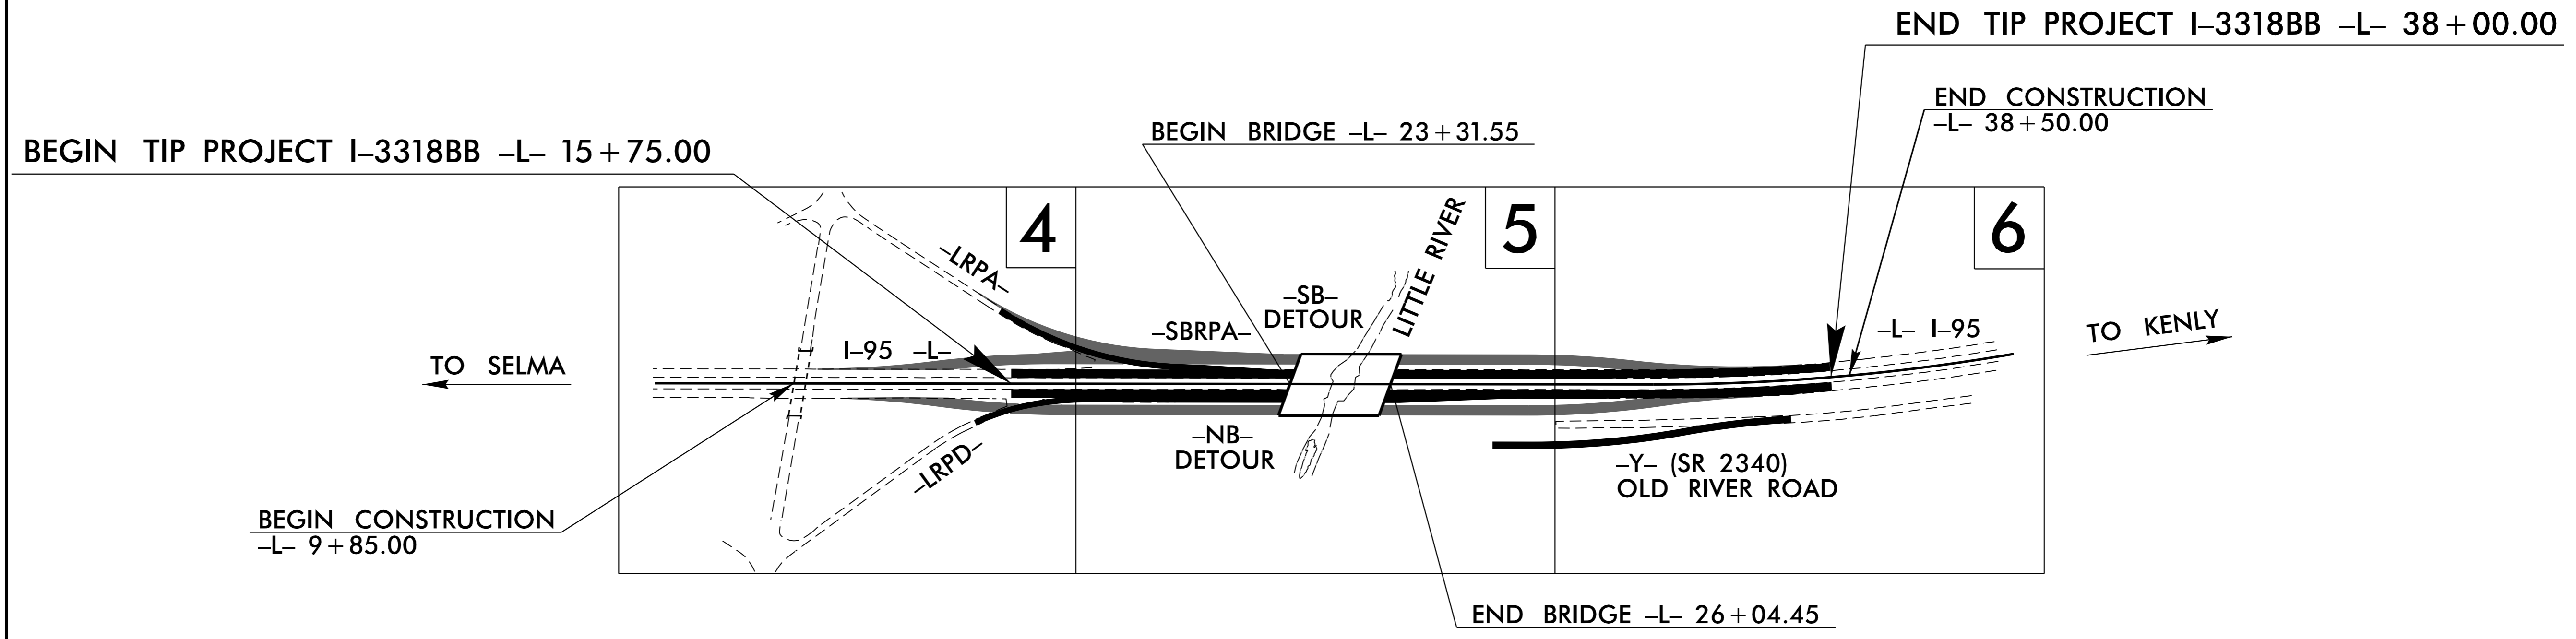 END TIP PROJECT I–3318BB –L– 38+00.00
END CONSTRUCTION
–L– 38+50.00
BEGIN BRIDGE –L– 23+31.55
BEGIN TIP PROJECT I–3318BB –L– 15+75.00
4
5
6
–LRPA–
LITTLE RIVER
–SB–
DETOUR
–SBRPA–
I–95 –L–
–L– I–95
TO KENLY
TO SELMA
–NB–
DETOUR
–LRPD–
–Y– (SR 2340)
OLD RIVER ROAD
BEGIN CONSTRUCTION
–L– 9+85.00
END BRIDGE –L– 26+04.45